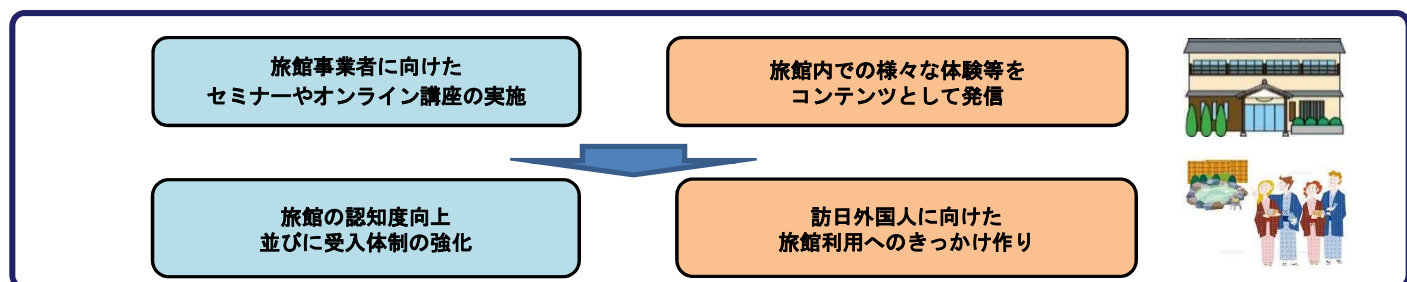 旅館事業者に向けた
セミナーやオンライン講座の実施
旅館内での様々な体験等を
コンテンツとして発信
旅館の認知度向上
並びに受入体制の強化
訪日外国人に向けた
旅館利用へのきっかけ作り